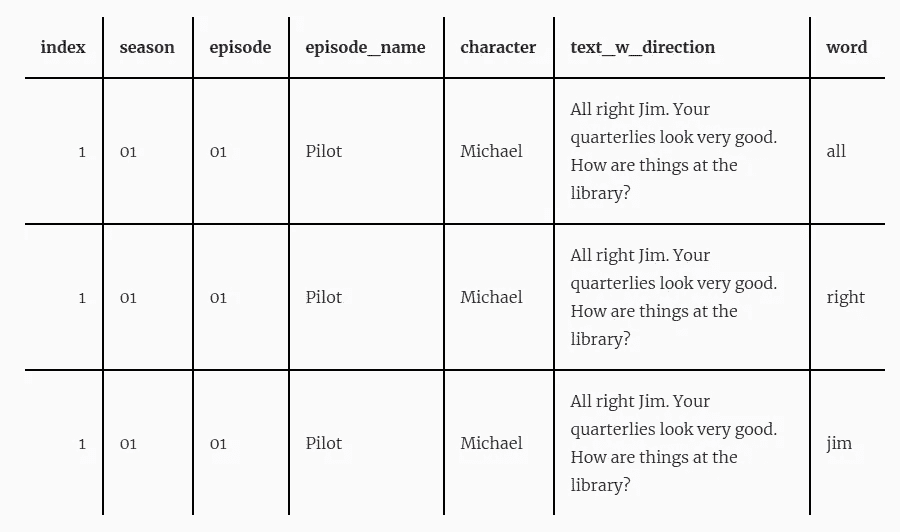 index season episode episode_name character text_w_direction word
1 01 01 Pilot Michael All right Jim. Your
quarterlies look very good.
How are things at the
library? all
1 01 01 Pilot Michael All right Jim. Your
quarterlies look very good.
How are things at the
library? right
1 01 01 Pilot Michael All right Jim. Your
quarterlies look very good.
How are things at the
library? jim